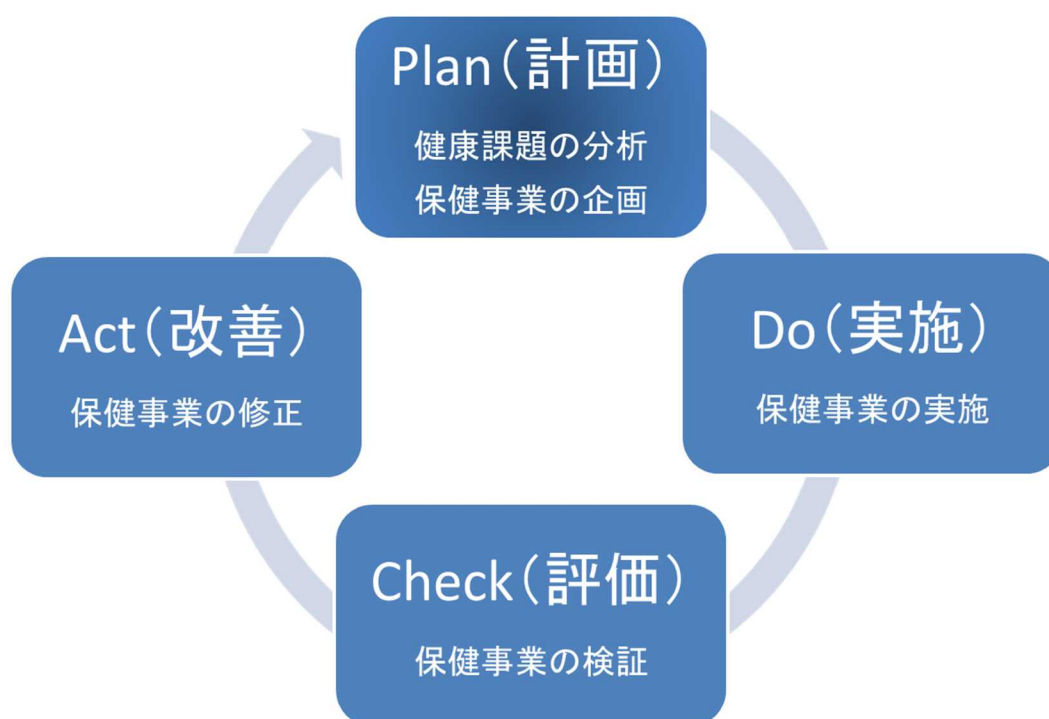 Plan(計画)
健康課題の分析
保健事業の企画
Do(実施)
保健事業の実施
Check(評価)
保健事業の検証
Act(改善)
保健事業の修正